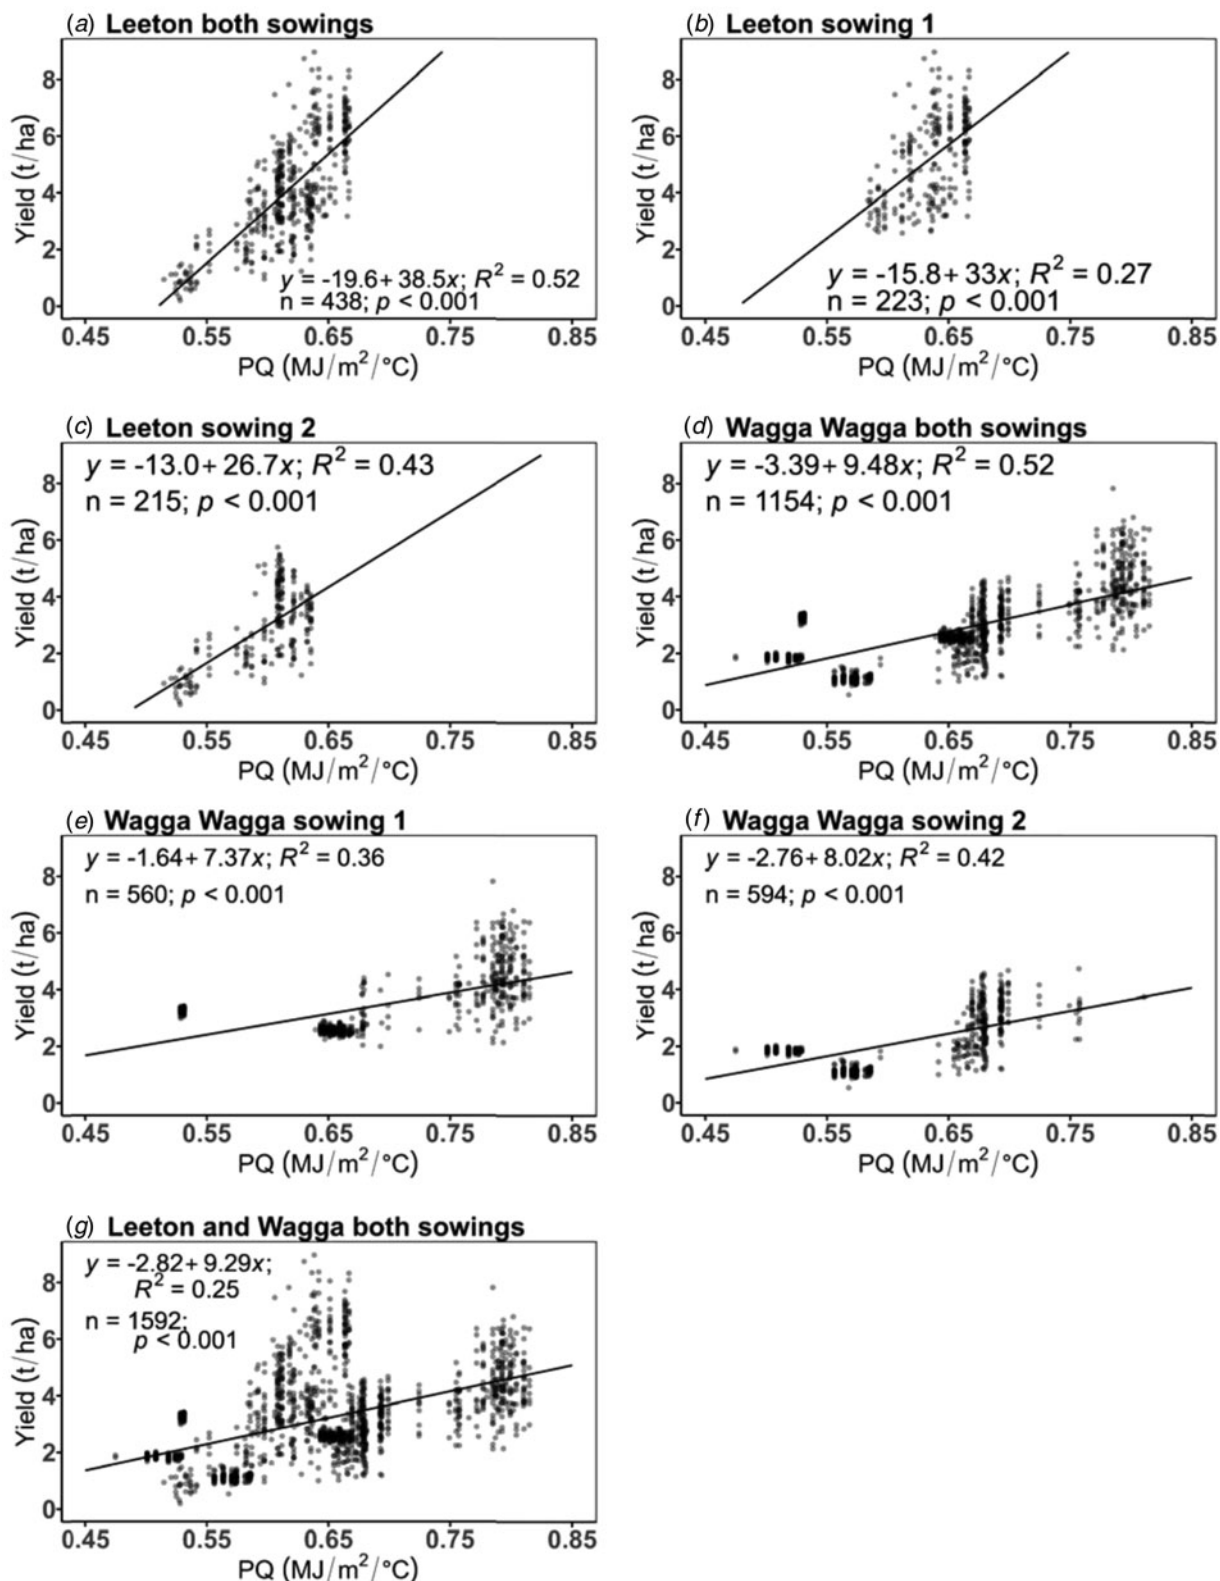 (a) Leeton both sowings
Yield (t/ha)
8
6
4
2
0
y = -19.6+ 38.5x; R² = 0.52
n = 438; p < 0.001
0.45 0.55 0.65 0.75 0.85
PQ (MJ/m²/°C)
(b) Leeton sowing 1
Yield (t/ha)
8
6
4
2
0
y = -15.8+ 33x; R² = 0.27
n = 223; p < 0.001
0.45 0.55 0.65 0.75 0.85
PQ (MJ/m²/°C)
(c) Leeton sowing 2
y = -13.0+ 26.7x; R² = 0.43
n = 215; p < 0.001
Yield (t/ha)
8
6
4
2
0
0.45 0.55 0.65 0.75 0.85
PQ (MJ/m²/°C)
(d) Wagga Wagga both sowings
y = -3.39+ 9.48x; R² = 0.52
n = 1154; p < 0.001
Yield (t/ha)
8
6
4
2
0
0.45 0.55 0.65 0.75 0.85
PQ (MJ/m²/°C)
(e) Wagga Wagga sowing 1
y = -1.64+ 7.37x; R² = 0.36
n = 560; p < 0.001
Yield (t/ha)
8
6
4
2
0
0.45 0.55 0.65 0.75 0.85
PQ (MJ/m²/°C)
(f) Wagga Wagga sowing 2
y = -2.76+ 8.02x; R² = 0.42
n = 594; p < 0.001
Yield (t/ha)
8
6
4
2
0
0.45 0.55 0.65 0.75 0.85
PQ (MJ/m²/°C)
(g) Leeton and Wagga both sowings
y = -2.82+ 9.29x;
R² = 0.25
n = 1592;
p < 0.001
Yield (t/ha)
8
6
4
2
0
0.45 0.55 0.65 0.75 0.85
PQ (MJ/m²/°C)